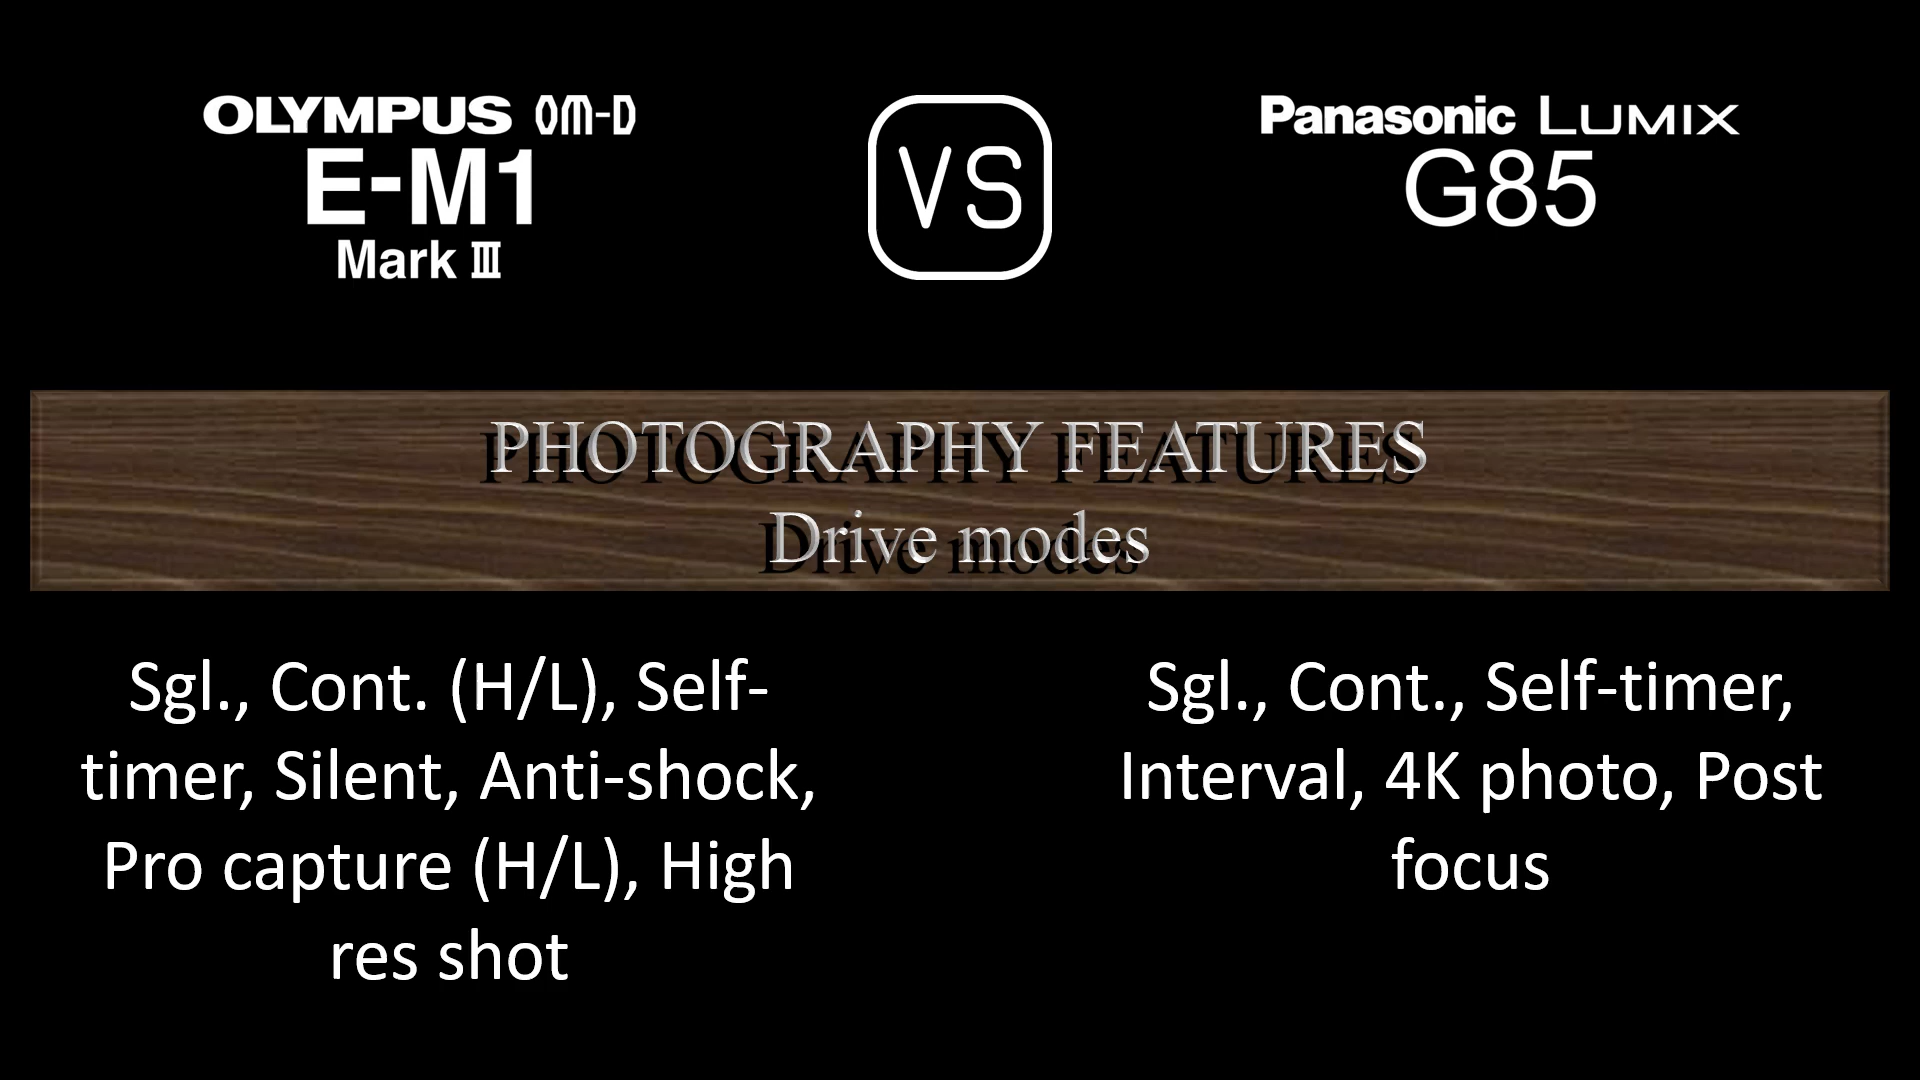 OLYMPUS OM-D
E-M1
Mark III
VS
Panasonic LUMIX
G85
PHOTOGRAPHY FEATURES
Drive modes
Sgl., Cont. (H/L), Self-
timer, Silent, Anti-shock,
Pro capture (H/L), High
res shot
Sgl., Cont., Self-timer,
Interval, 4K photo, Post
focus